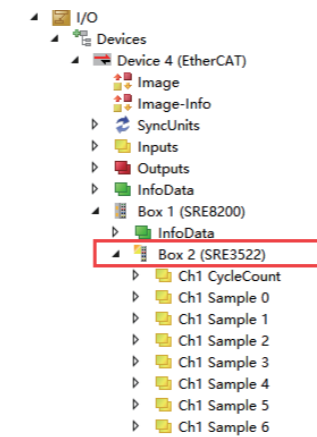 I/O
Devices
Device 4 (EtherCAT)
Image
Image-Info
SyncUnits
Inputs
Outputs
InfoData
Box 1 (SRE8200)
InfoData
Box 2 (SRE3522)
Ch1 CycleCount
Ch1 Sample 0
Ch1 Sample 1
Ch1 Sample 2
Ch1 Sample 3
Ch1 Sample 4
Ch1 Sample 5
Ch1 Sample 6